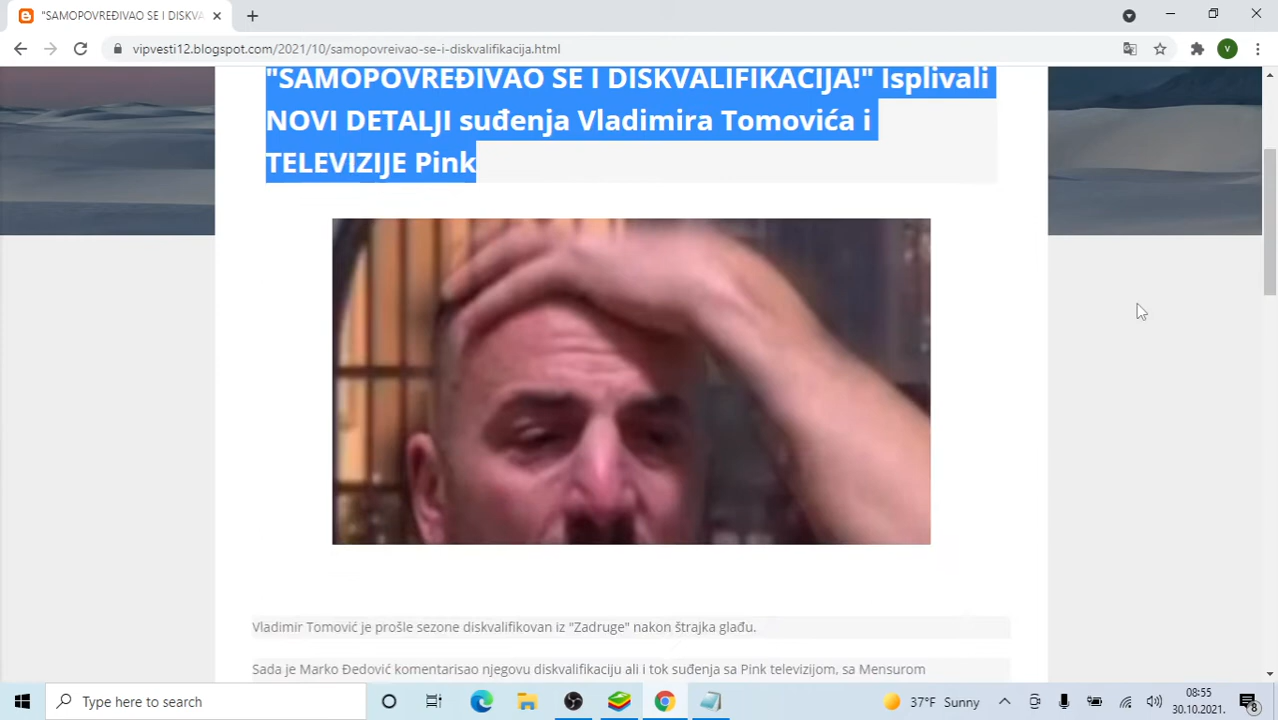 "SAMOPOVREĐIVAO SE I DISKVA
vipvesti12.blogspot.com/2021/10/samopovreivao-se-i-diskvalifikacija.html
V
"SAMOPOVREĐIVAO SE I DISKVALIFIKACIJA!" Isplivali
NOVI DETALJI suđenja Vladimira Tomovića i
TELEVIZIJE Pink
Vladimir Tomović je prošle sezone diskvalifikovan iz "Zadruge" nakon štrajka glađu.
Sada je Marko Đedović komentarisao njegovu diskvalifikaciju ali i tok suđenja sa Pink televizijom, sa Mensurom
Type here to search
37°F Sunny
08:55
30.10.2021.
8